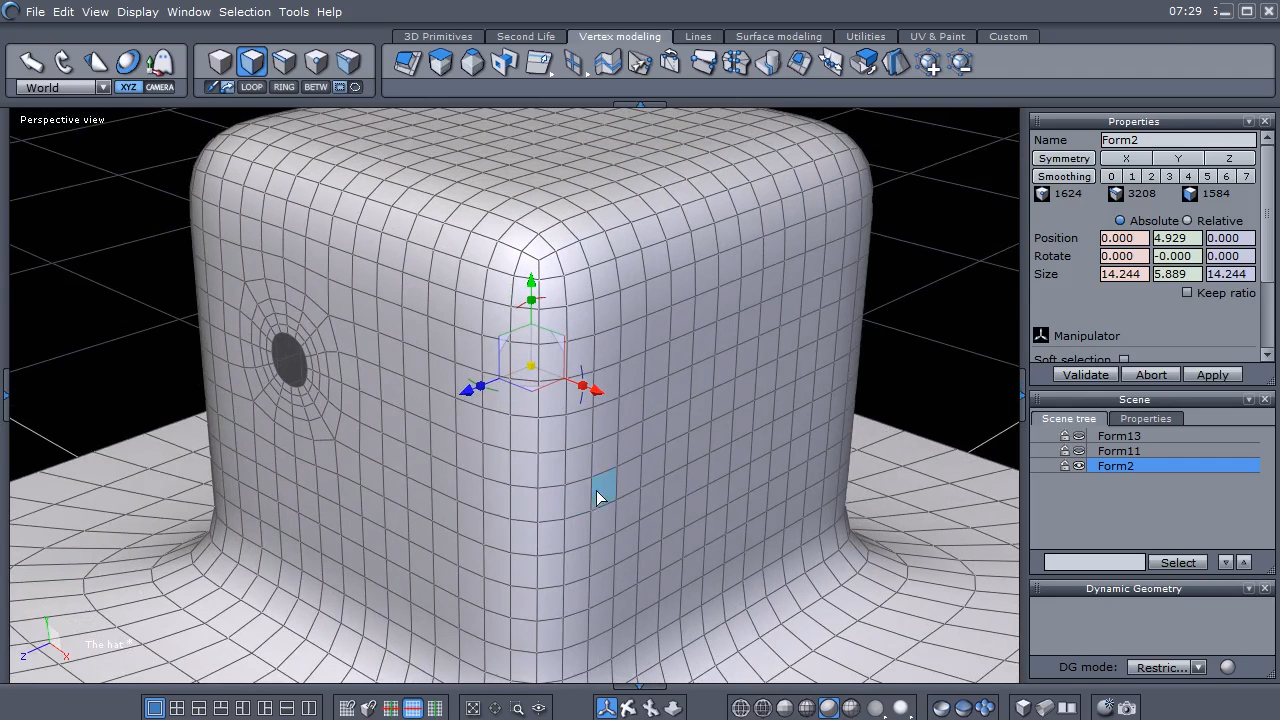 File Edit View Display Window Selection Tools Help 07:29
3D Primitives Second Life Vertex modeling Lines Surface modeling Utilities UV & Paint Custom
World XYZ CAMERA LOOP RING BETW
Perspective view
Properties
Name Form2
Symmetry X Y Z
Smoothing 0 1 2 3 4 5 6 7
1624 3208 1584
Absolute Relative
Position 0.000 4.929 0.000
Rotate 0.000 -0.000 0.000
Size 14.244 5.889 14.244
Keep ratio
Manipulator
Soft selection
Validate Abort Apply
Scene
Scene tree Properties
Form13
Form11
Form2
Select
Dynamic Geometry
DG mode: Restric...
The hat *
Y
Z X